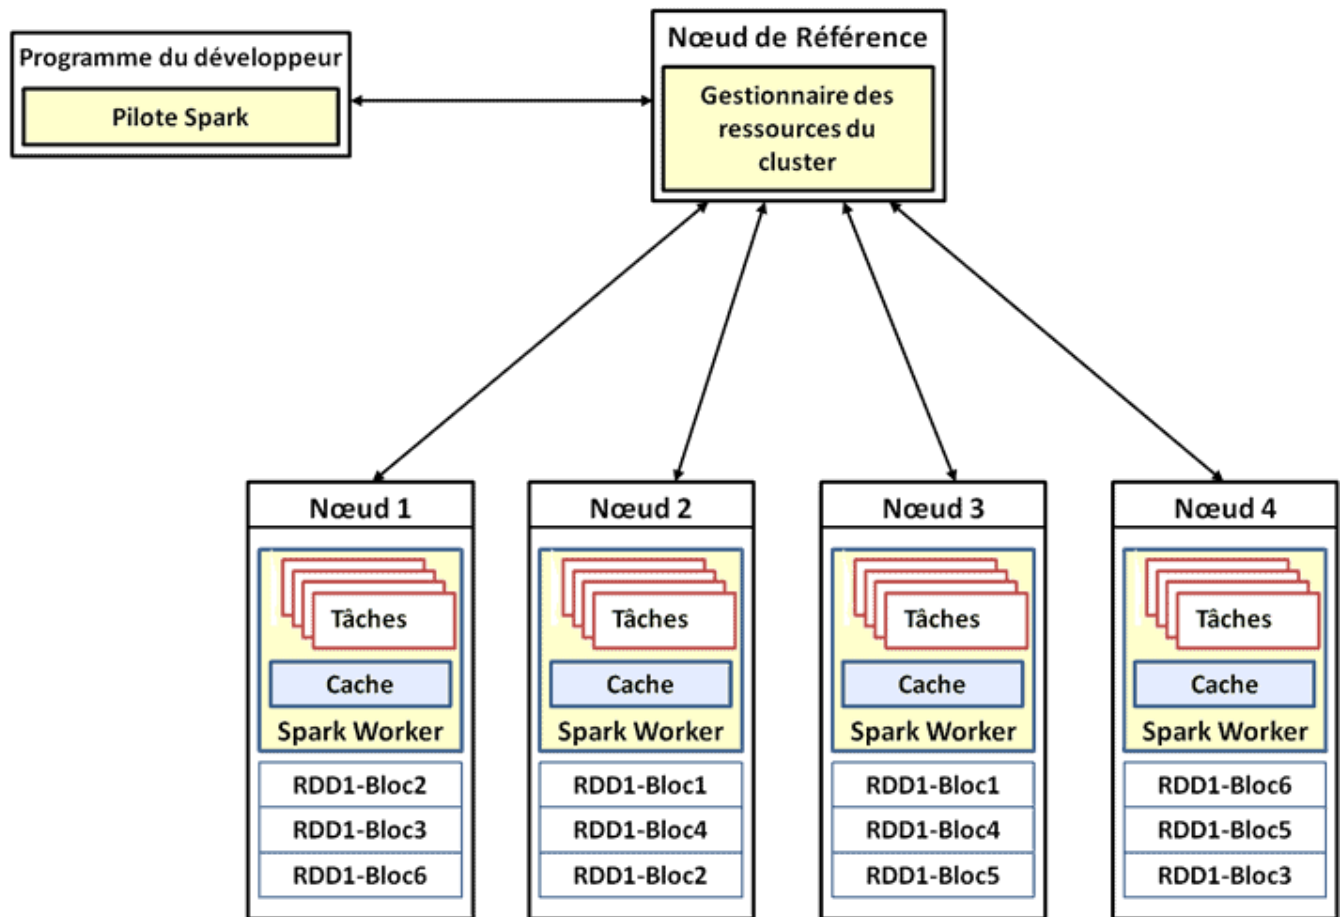 Programme du développeur
Pilote Spark
Nœud de Référence
Gestionnaire des
ressources du
cluster
Nœud 1
Tâches
Cache
Spark Worker
RDD1-Bloc2
RDD1-Bloc3
RDD1-Bloc6
Nœud 2
Tâches
Cache
Spark Worker
RDD1-Bloc1
RDD1-Bloc4
RDD1-Bloc2
Nœud 3
Tâches
Cache
Spark Worker
RDD1-Bloc1
RDD1-Bloc4
RDD1-Bloc5
Nœud 4
Tâches
Cache
Spark Worker
RDD1-Bloc6
RDD1-Bloc5
RDD1-Bloc3